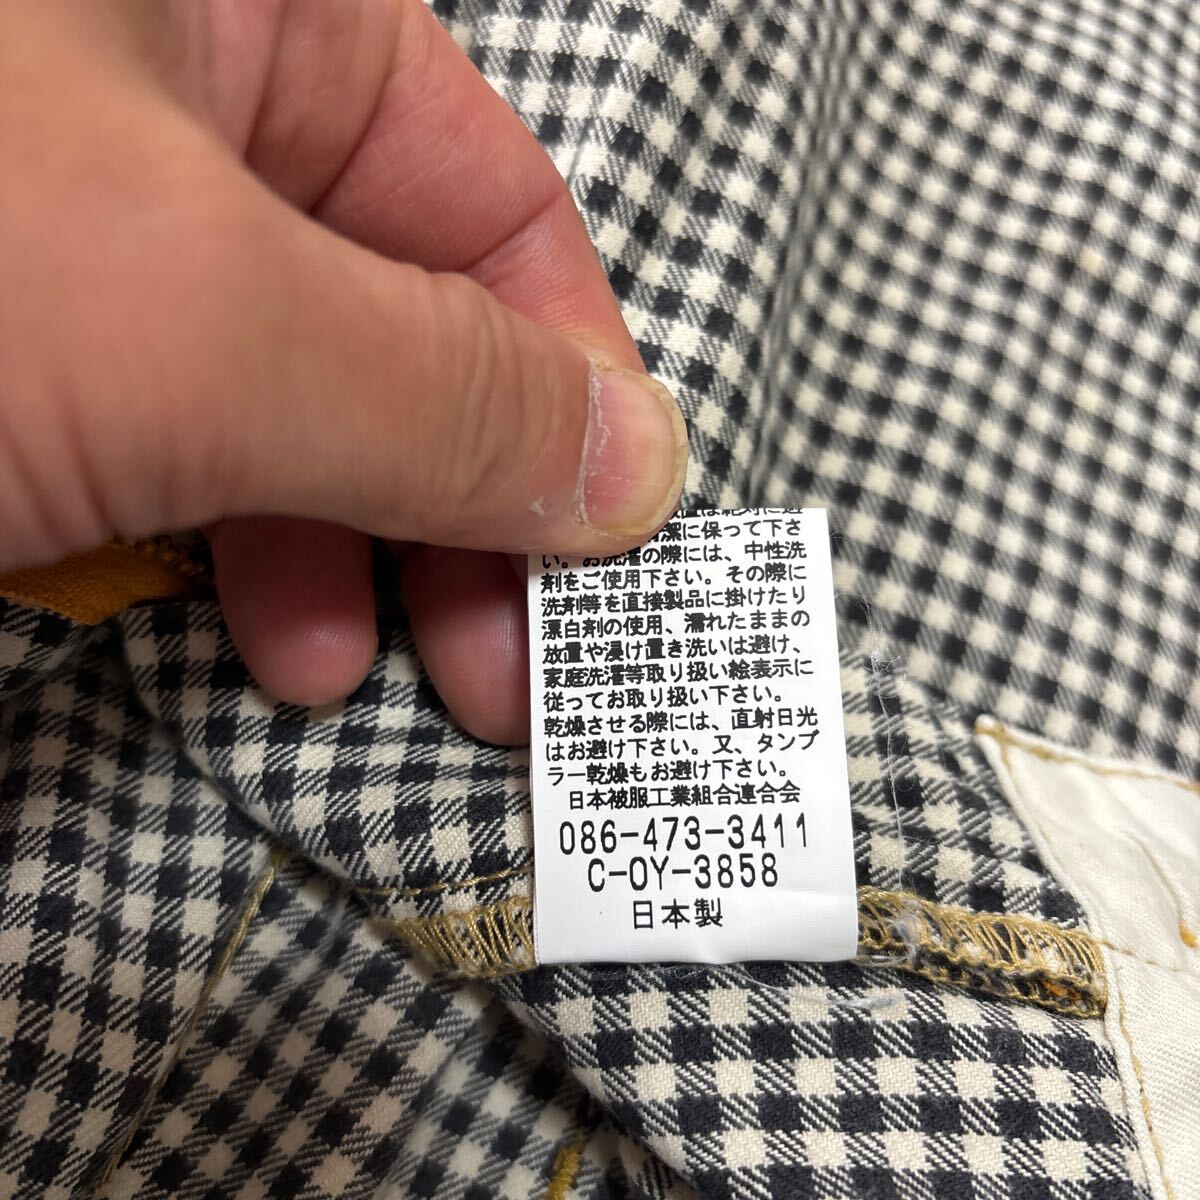 置は絶対に避
潔に保って下さ
い。お洗濯の際には、中性洗
剤をご使用下さい。その際に
洗剤等を直接製品に掛けたり
漂白剤の使用、濡れたままの
放置や浸け置き洗いは避け、
家庭洗濯等取り扱い絵表示に
従ってお取り扱い下さい。
乾燥させる際には、直射日光
はお避け下さい。又、タンブ
ラー乾燥もお避け下さい。
日本被服工業組合連合会
086-473-3411
C-OY-3858
日本製